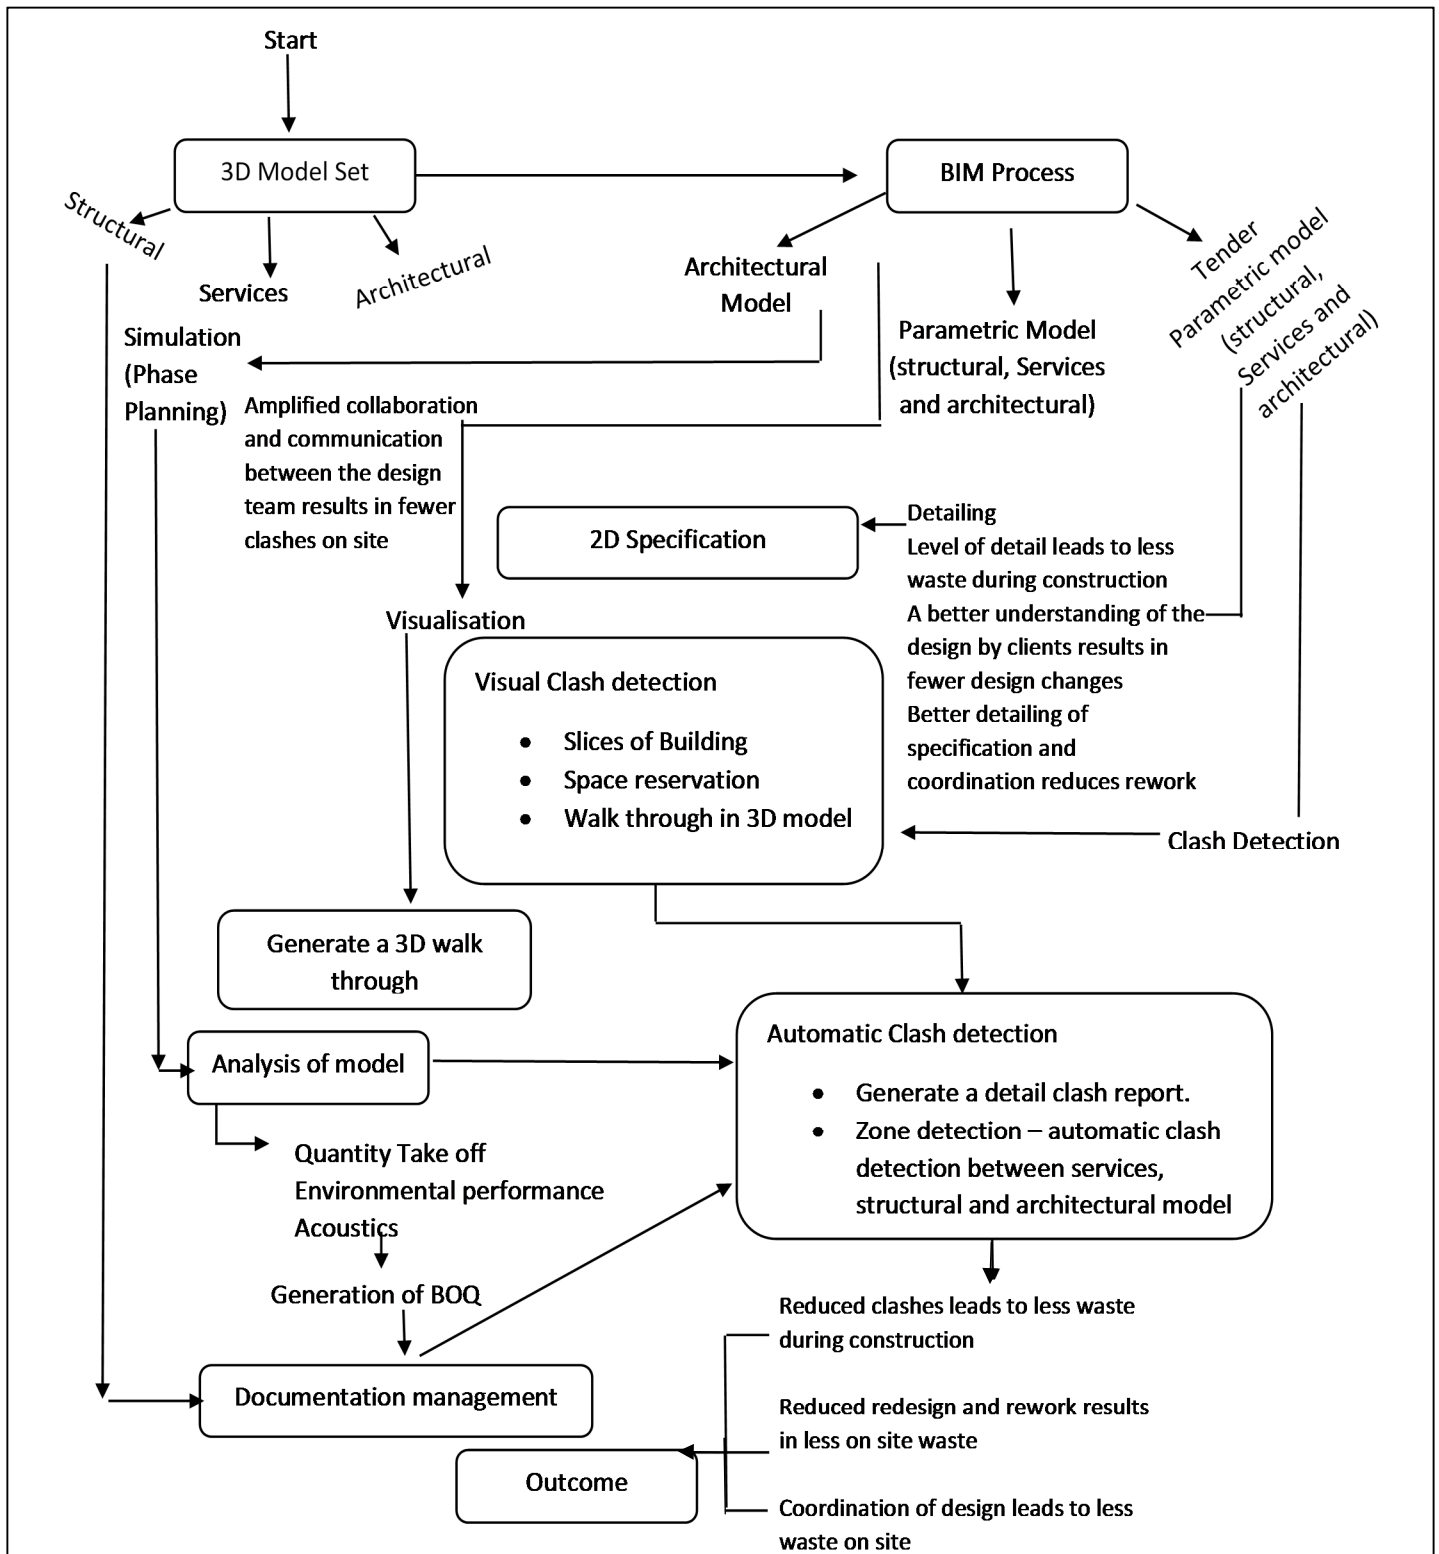 Start
3D Model Set
BIM Process
Structural
Services
Architectural
Architectural
Model
Parametric Model
(structural, Services
and architectural)
Tender
Parametric model
(structural,
Services and
architectural)
Simulation
(Phase
Planning)
Amplified collaboration
and communication
between the design
team results in fewer
clashes on site
2D Specification
Detailing
Level of detail leads to less
waste during construction
A better understanding of the
design by clients results in
fewer design changes
Better detailing of
specification and
coordination reduces rework
Visualisation
Visual Clash detection
• Slices of Building
• Space reservation
• Walk through in 3D model
Clash Detection
Generate a 3D walk
through
Analysis of model
Automatic Clash detection
• Generate a detail clash report.
• Zone detection – automatic clash
detection between services,
structural and architectural model
Quantity Take off
Environmental performance
Acoustics
Generation of BOQ
Documentation management
Reduced clashes leads to less waste
during construction
Reduced redesign and rework results
in less on site waste
Outcome
Coordination of design leads to less
waste on site